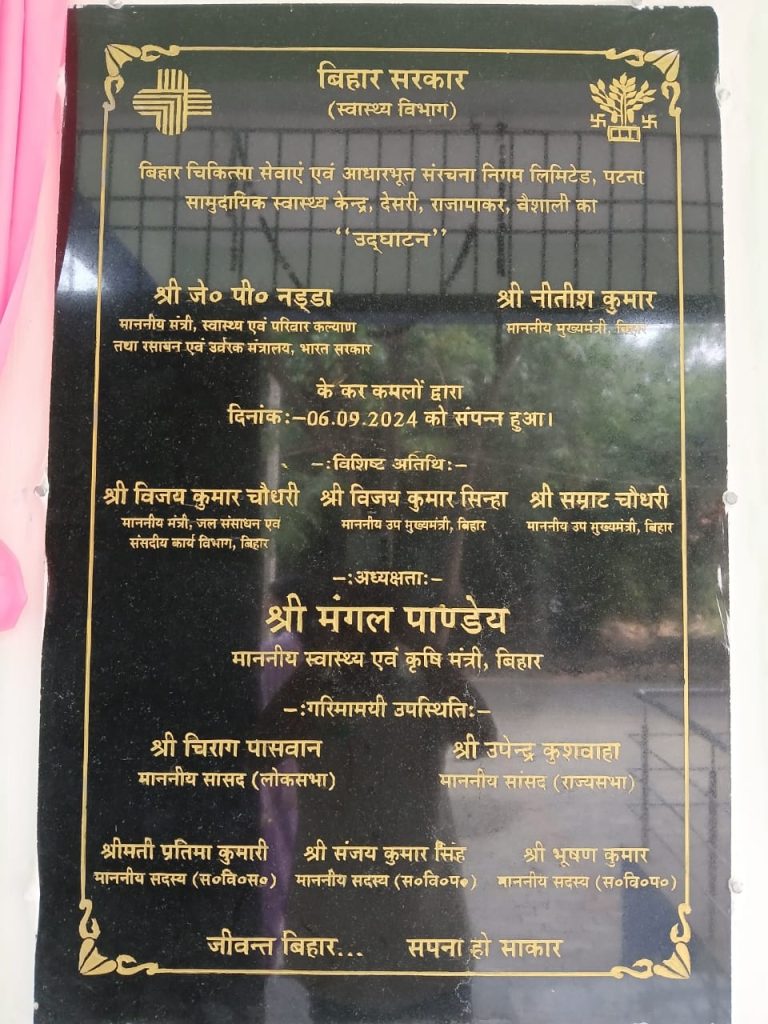 बिहार सरकार
(स्वास्थ्य विभाग)
बिहार चिकित्सा सेवाएं एवं आधारभूत संरचना निगम लिमिटेड, पटना
सामुदायिक स्वास्थ्य केन्द्र, देसरी, राजापाकर, वैशाली का
‘‘उद्घाटन’’
श्री जे० पी० नड्डा
माननीय मंत्री, स्वास्थ्य एवं परिवार कल्याण
तथा रसायन एवं उर्वरक मंत्रालय, भारत सरकार
श्री नीतीश कुमार
माननीय मुख्यमंत्री, बिहार
के कर कमलों द्वारा
दिनांक:–06.09.2024 को संपन्न हुआ।
–:विशिष्ट अतिथि:–
श्री विजय कुमार चौधरी
माननीय मंत्री, जल संसाधन एवं
संसदीय कार्य विभाग, बिहार
श्री विजय कुमार सिन्हा
माननीय उप मुख्यमंत्री, बिहार
श्री सम्राट चौधरी
माननीय उप मुख्यमंत्री, बिहार
–:अध्यक्षता:–
श्री मंगल पाण्डेय
माननीय स्वास्थ्य एवं कृषि मंत्री, बिहार
–:गरिमामयी उपस्थिति:–
श्री चिराग पासवान
माननीय सांसद (लोकसभा)
श्री उपेन्द्र कुशवाहा
माननीय सांसद (राज्यसभा)
श्रीमती प्रतिमा कुमारी
माननीय सदस्य (स०वि०स०)
श्री संजय कुमार सिंह
माननीय सदस्य (स०वि०प०)
श्री भूषण कुमार
माननीय सदस्य (स०वि०प०)
जीवन्त बिहार... सपना हो साकार